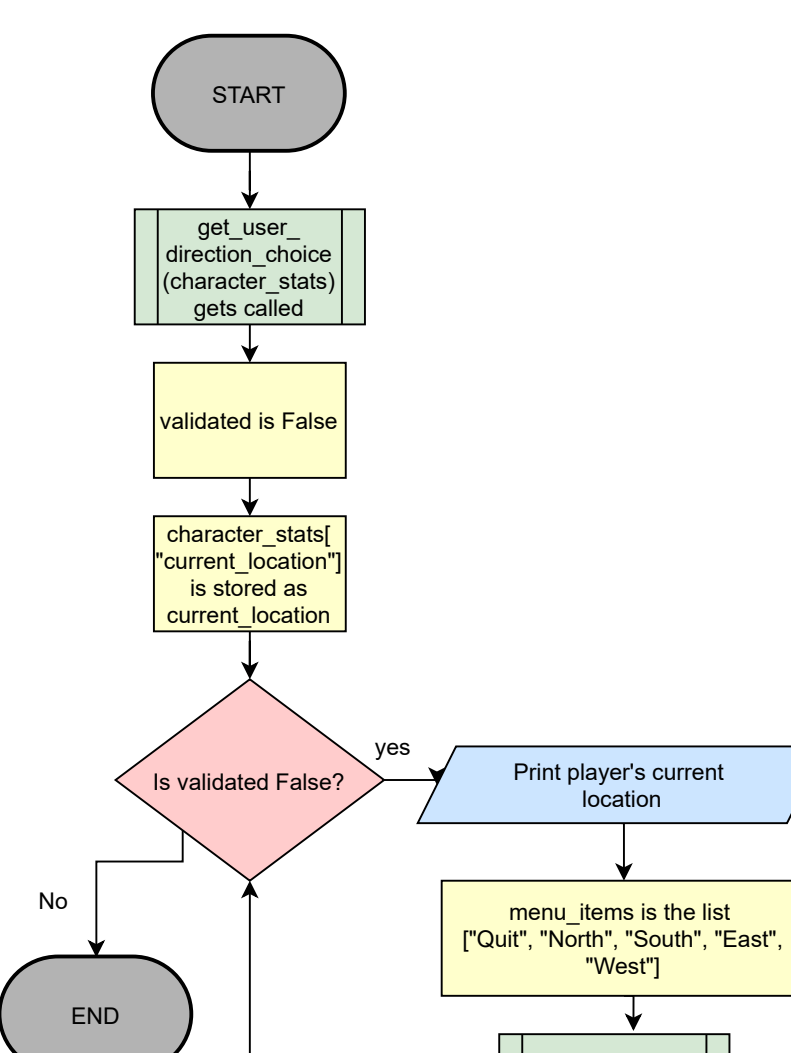 START
get_user_
direction_choice
(character_stats)
gets called
validated is False
character_stats[
"current_location"]
is stored as
current_location
Is validated False?
yes
Print player's current
location
No
menu_items is the list
["Quit", "North", "South", "East",
"West"]
END